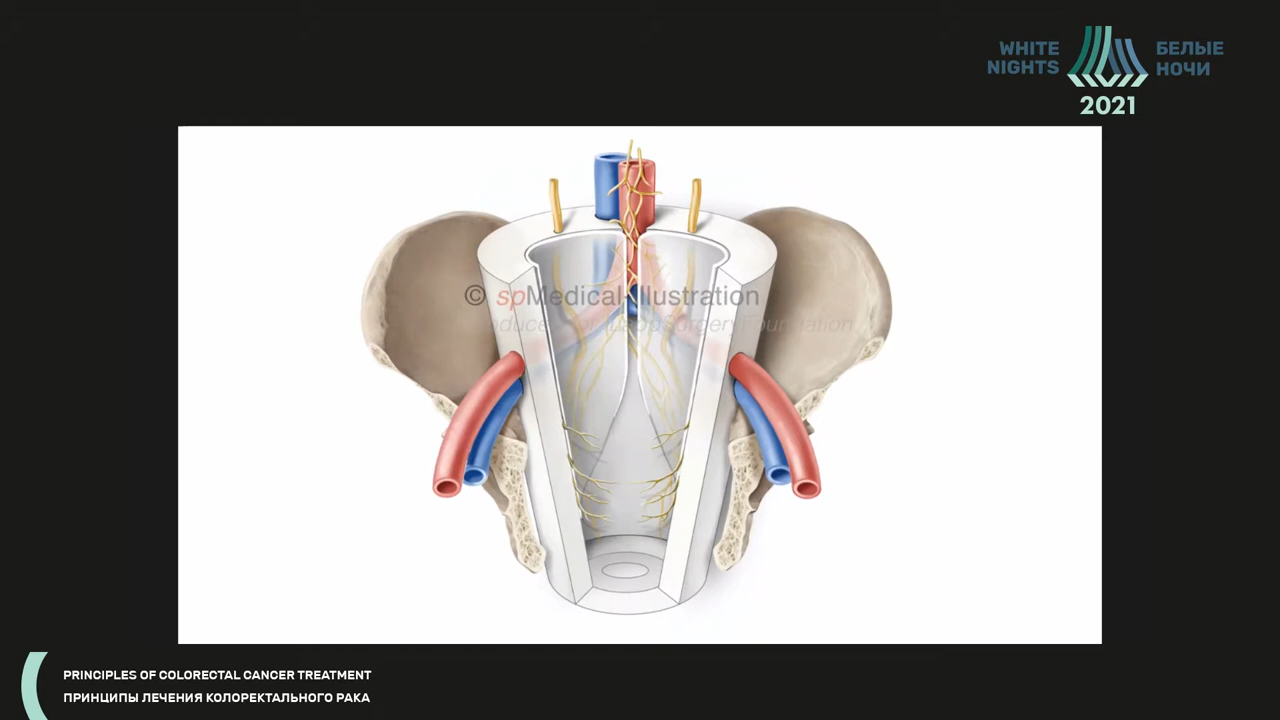 WHITE
NIGHTS
БЕЛЫЕ
НОЧИ
2021
© spMedical Illustration
PRINCIPLES OF COLORECTAL CANCER TREATMENT
ПРИНЦИПЫ ЛЕЧЕНИЯ КОЛОРЕКТАЛЬНОГО РАКА